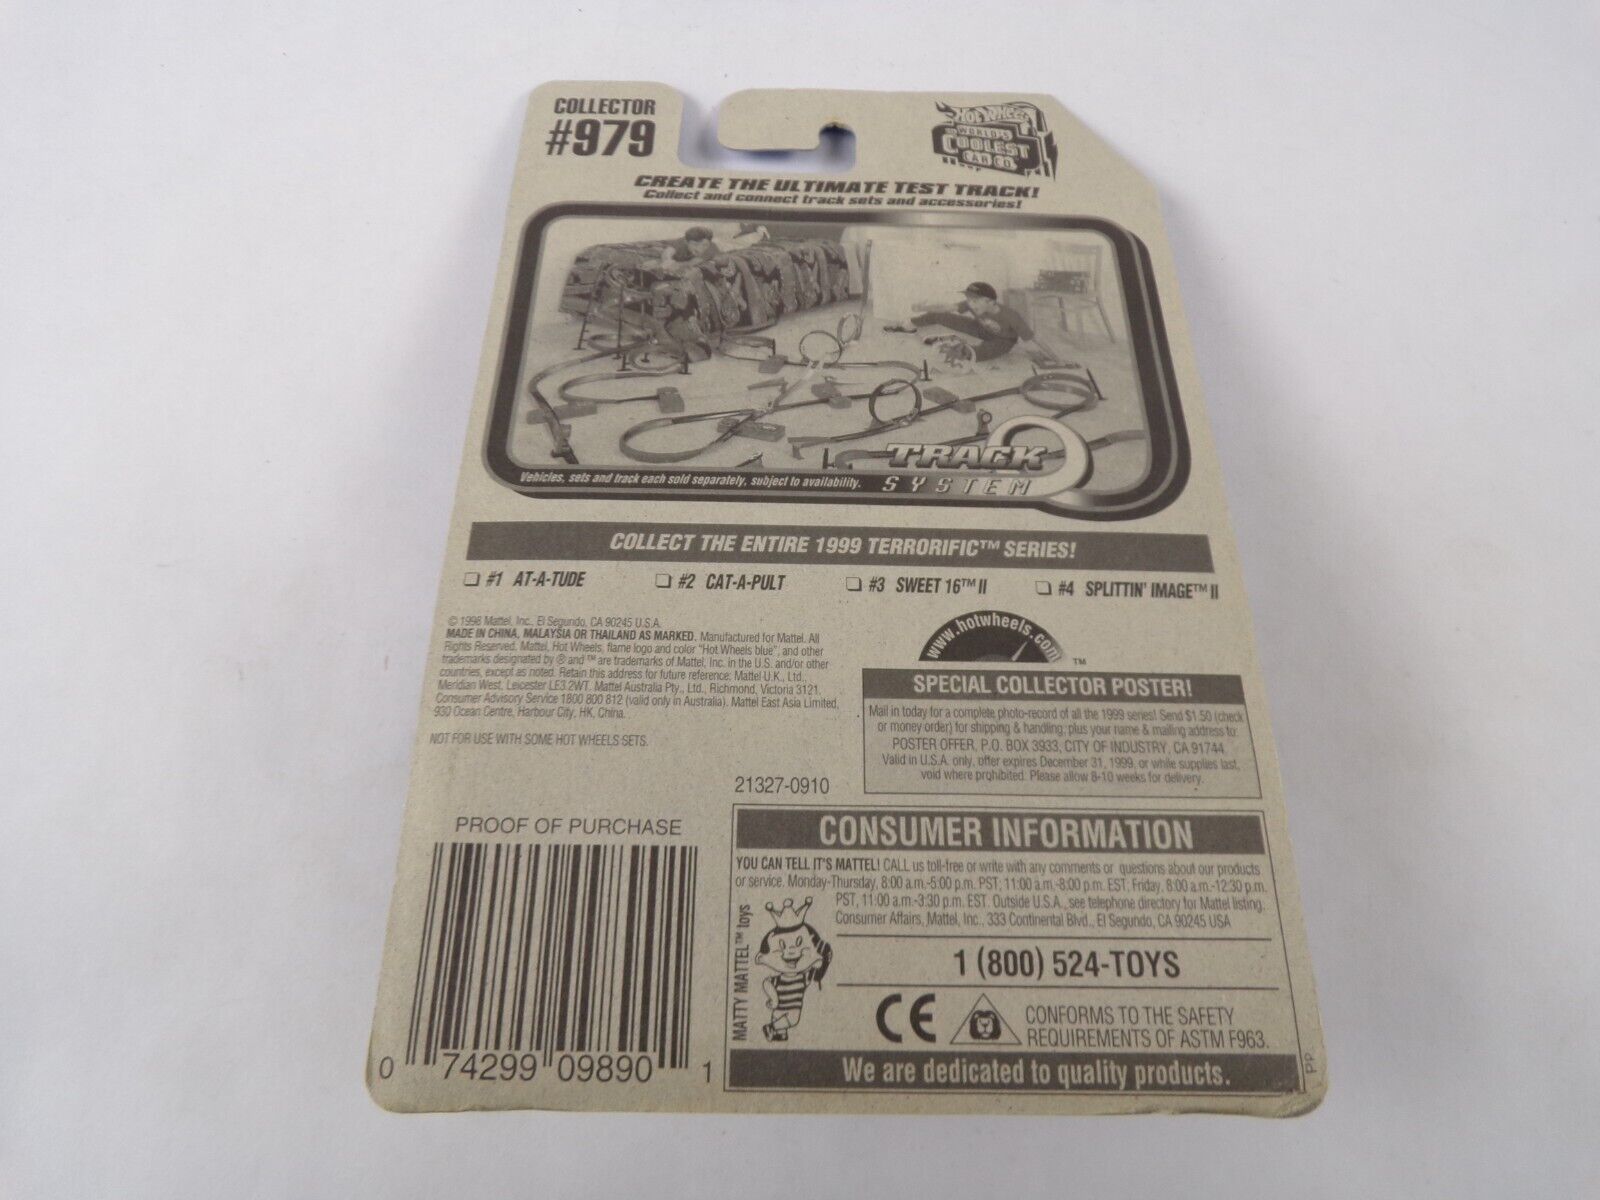 COLLECTOR
#979
HOT WHEELS
WORLD'S
COOLEST
CAR CO.
CREATE THE ULTIMATE TEST TRACK!
Collect and connect track sets and accessories!
TRACK
SYSTEM
Vehicles, sets and track each sold separately, subject to availability.
COLLECT THE ENTIRE 1999 TERRORIFIC™ SERIES!
❏ #1 AT-A-TUDE ❏ #2 CAT-A-PULT ❏ #3 SWEET 16™ II ❏ #4 SPLITTIN' IMAGE™ II
© 1998 Mattel, Inc., El Segundo, CA 90245 U.S.A.
MADE IN CHINA, MALAYSIA OR THAILAND AS MARKED. Manufactured for Mattel. All
Rights Reserved. Mattel, Hot Wheels, flame logo and color "Hot Wheels blue", and other
trademarks designated by ® and ™ are trademarks of Mattel, Inc. in the U.S. and/or other
countries, except as noted. Retain this address for future reference: Mattel U.K., Ltd.,
Meridian West, Leicester LE3 2WT. Mattel Australia Pty., Ltd., Richmond, Victoria 3121.
Consumer Advisory Service 1800 800 812 (valid only in Australia). Mattel East Asia Limited,
930 Ocean Centre, Harbour City, HK, China.
NOT FOR USE WITH SOME HOT WHEELS SETS.
21327-0910
www.hotwheels.com
™
SPECIAL COLLECTOR POSTER!
Mail in today for a complete photo-record of all the 1999 series! Send $1.50 (check
or money order) for shipping & handling, plus your name & mailing address to:
POSTER OFFER, P.O. BOX 3933, CITY OF INDUSTRY, CA 91744.
Valid in U.S.A. only, offer expires December 31, 1999, or while supplies last,
void where prohibited. Please allow 8-10 weeks for delivery.
PROOF OF PURCHASE
0 74299 09890 1
CONSUMER INFORMATION
YOU CAN TELL IT'S MATTEL! CALL us toll-free or write with any comments or questions about our products
or service. Monday-Thursday, 8:00 a.m.-5:00 p.m. PST; 11:00 a.m.-8:00 p.m. EST; Friday, 8:00 a.m.-12:30 p.m.
PST, 11:00 a.m.-3:30 p.m. EST. Outside U.S.A., see telephone directory for Mattel listing.
Consumer Affairs, Mattel, Inc., 333 Continental Blvd., El Segundo, CA 90245 USA
MATTY MATTEL™ toys
1 (800) 524-TOYS
CE
CONFORMS TO THE SAFETY
REQUIREMENTS OF ASTM F963.
We are dedicated to quality products.
PP.